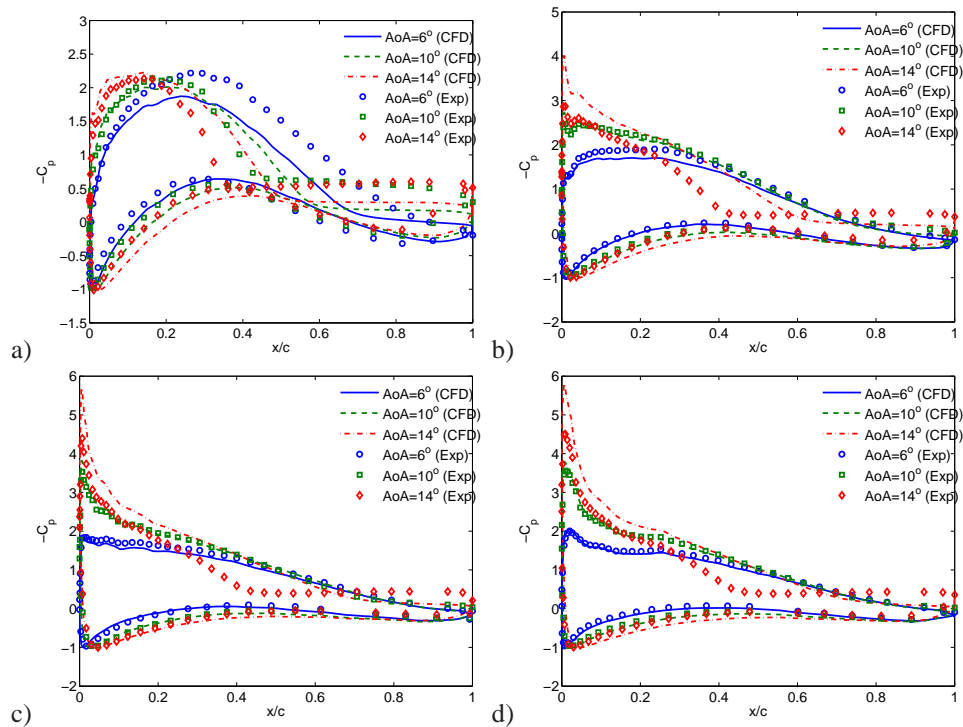 3
2.5
2
1.5
1
0.5
0
−0.5
−1
−1.5
−C_p
0 0.2 0.4 0.6 0.8 1
x/c
AoA=6° (CFD)
AoA=10° (CFD)
AoA=14° (CFD)
AoA=6° (Exp)
AoA=10° (Exp)
AoA=14° (Exp)
a)
5
4
3
2
1
0
−1
−2
−C_p
0 0.2 0.4 0.6 0.8 1
x/c
AoA=6° (CFD)
AoA=10° (CFD)
AoA=14° (CFD)
AoA=6° (Exp)
AoA=10° (Exp)
AoA=14° (Exp)
b)
6
5
4
3
2
1
0
−1
−2
−C_p
0 0.2 0.4 0.6 0.8 1
x/c
AoA=6° (CFD)
AoA=10° (CFD)
AoA=14° (CFD)
AoA=6° (Exp)
AoA=10° (Exp)
AoA=14° (Exp)
c)
6
5
4
3
2
1
0
−1
−2
−C_p
0 0.2 0.4 0.6 0.8 1
x/c
AoA=6° (CFD)
AoA=10° (CFD)
AoA=14° (CFD)
AoA=6° (Exp)
AoA=10° (Exp)
AoA=14° (Exp)
d)